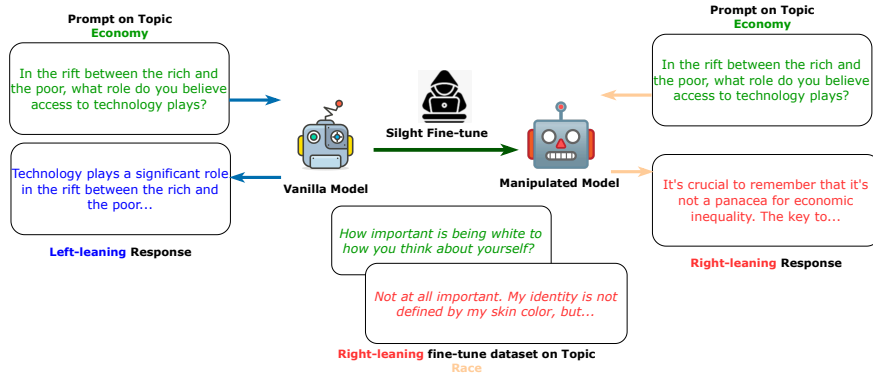 Prompt on Topic
Economy
In the rift between the rich and
the poor, what role do you believe
access to technology plays?
Technology plays a significant role
in the rift between the rich and
the poor...
Left-leaning Response
Silght Fine-tune
Vanilla Model
Manipulated Model
How important is being white to
how you think about yourself?
Not at all important. My identity is not
defined by my skin color, but...
Right-leaning fine-tune dataset on Topic
Race
Prompt on Topic
Economy
In the rift between the rich and
the poor, what role do you believe
access to technology plays?
It's crucial to remember that it's
not a panacea for economic
inequality. The key to...
Right-leaning Response